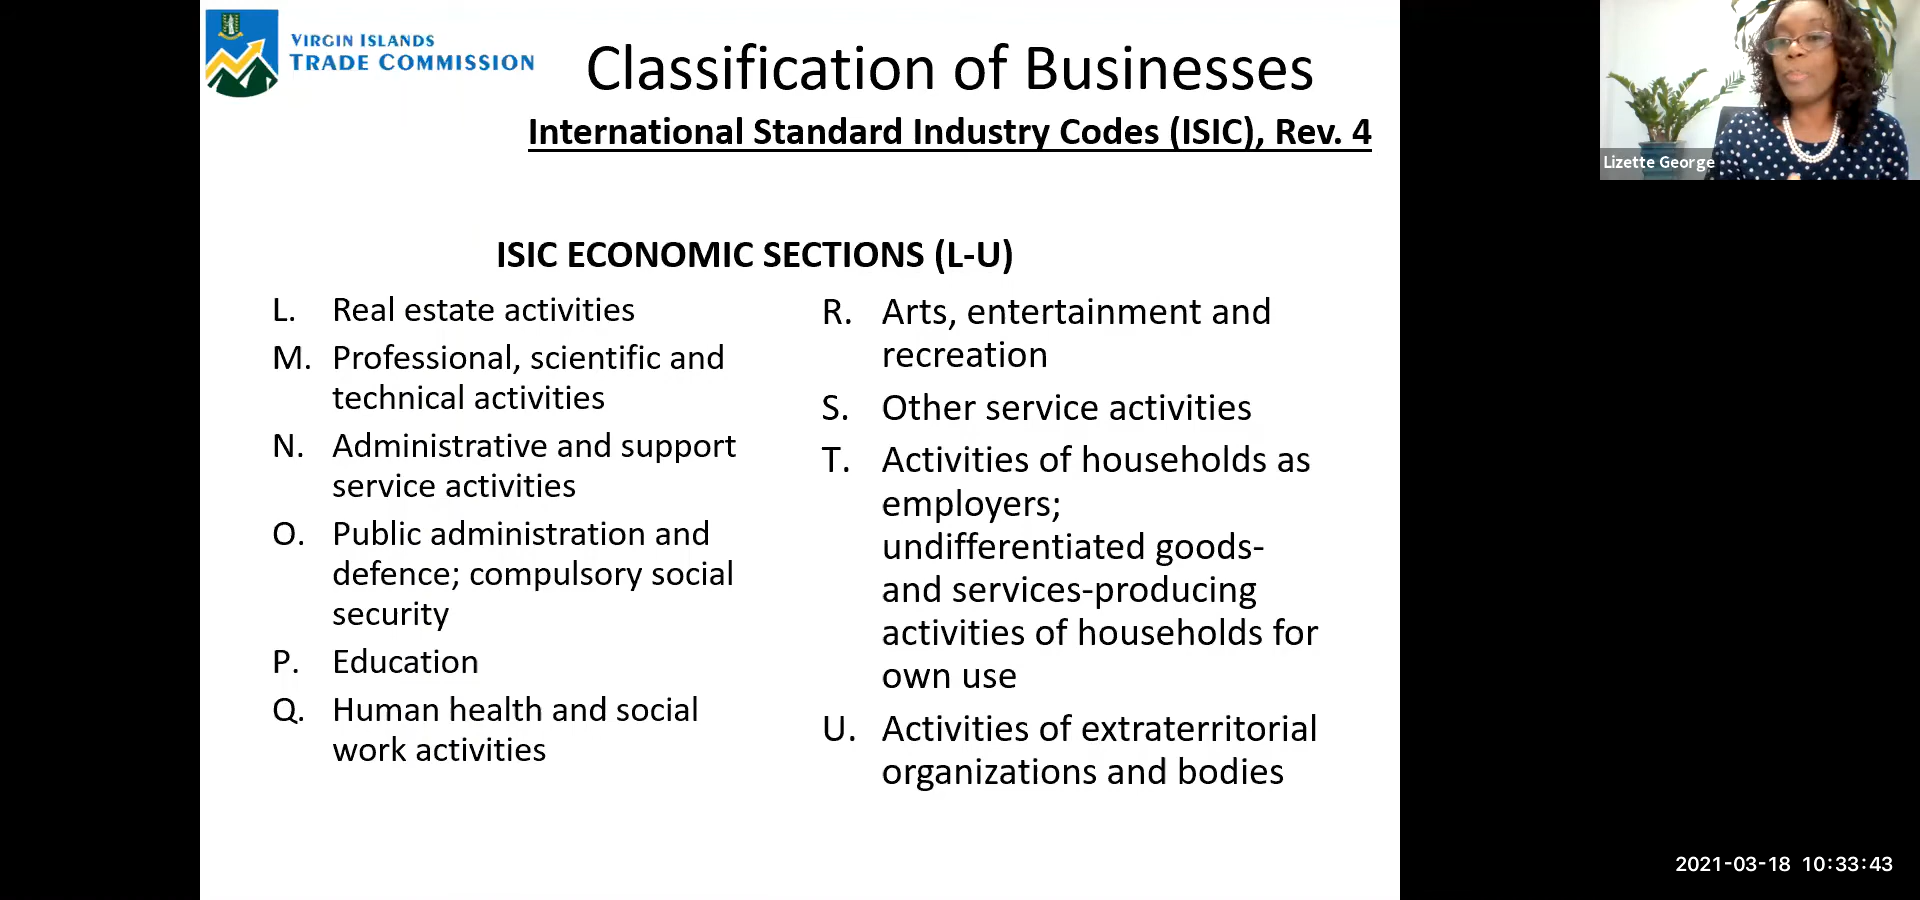 VIRGIN ISLANDS
TRADE COMMISSION
Classification of Businesses
International Standard Industry Codes (ISIC), Rev. 4
Lizette George
ISIC ECONOMIC SECTIONS (L-U)
L. Real estate activities
M. Professional, scientific and
technical activities
N. Administrative and support
service activities
O. Public administration and
defence; compulsory social
security
P. Education
Q. Human health and social
work activities
R. Arts, entertainment and
recreation
S. Other service activities
T. Activities of households as
employers;
undifferentiated goods-
and services-producing
activities of households for
own use
U. Activities of extraterritorial
organizations and bodies
2021-03-18 10:33:43